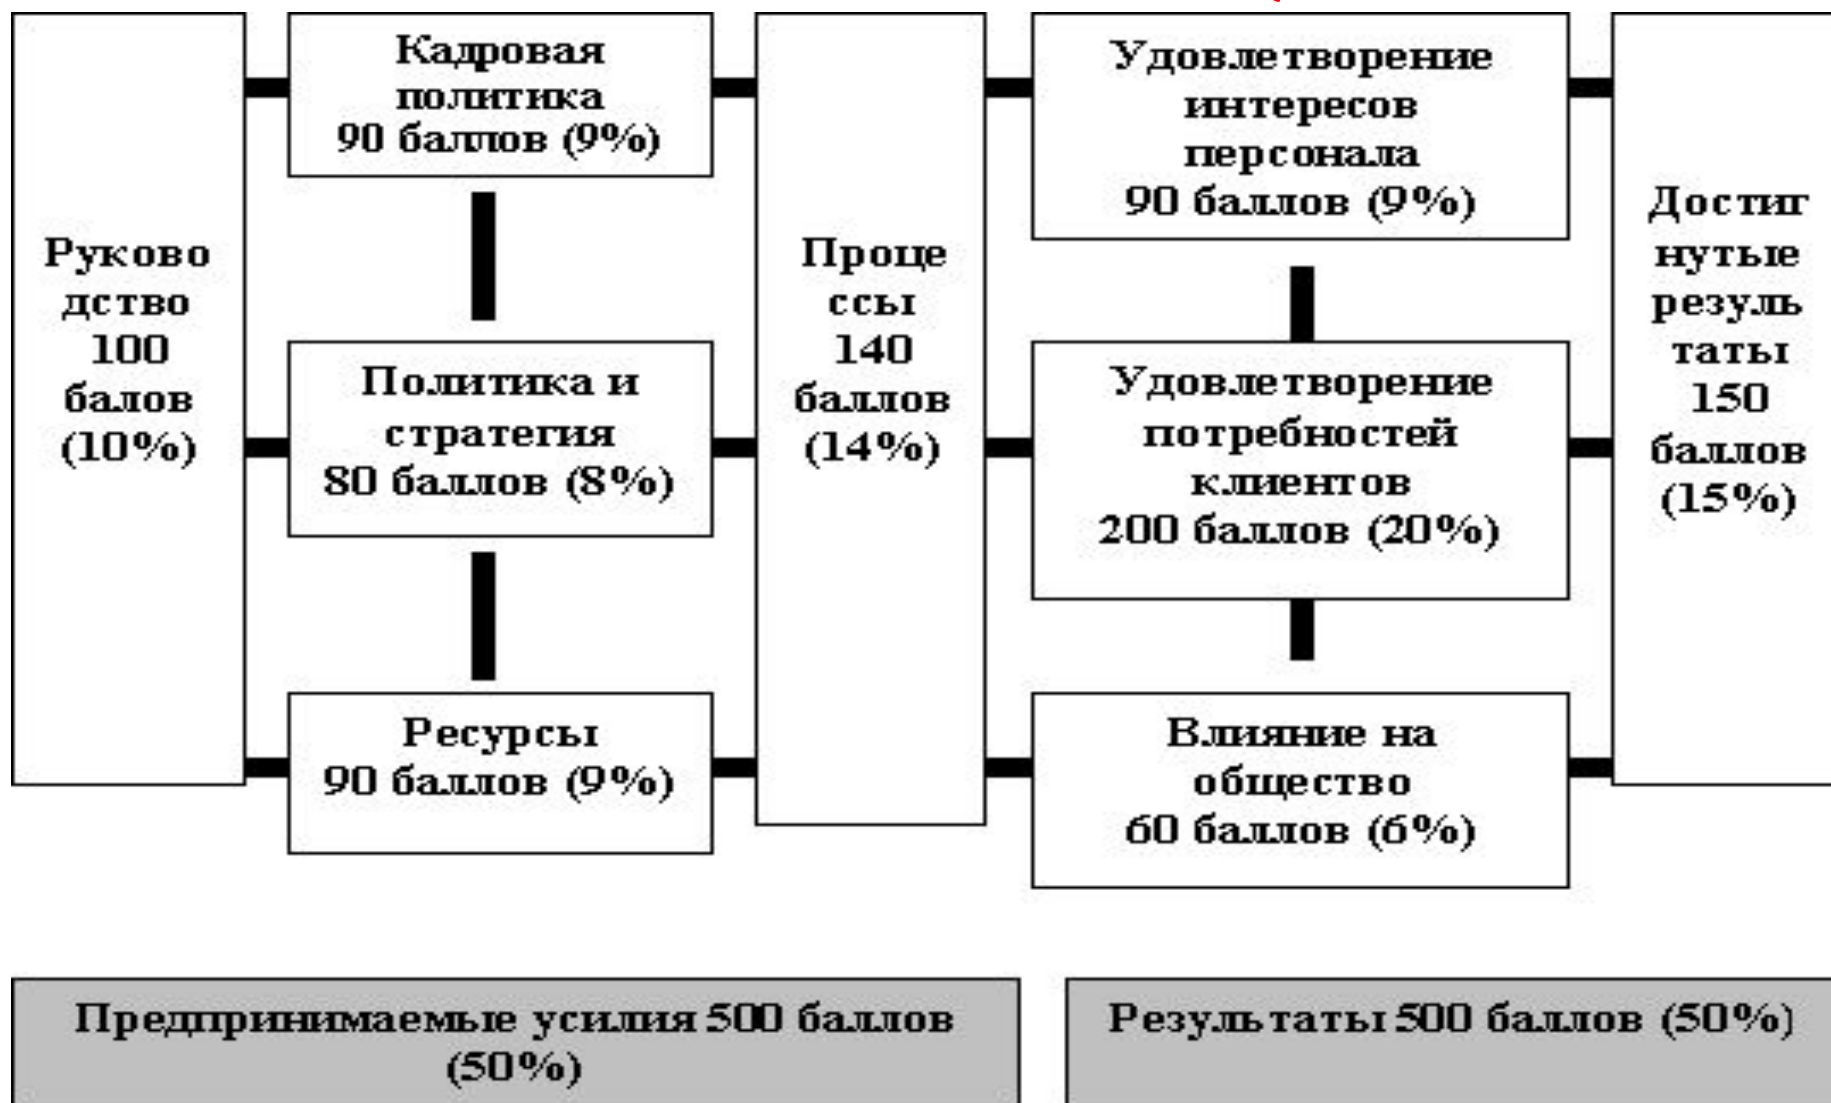 Руково
дство
100
балов
(10%)
Кадровая
политика
90 баллов (9%)
Политика и
стратегия
80 баллов (8%)
Ресурсы
90 баллов (9%)
Проце
ссы
140
баллов
(14%)
Удовлетворение
интересов
персонала
90 баллов (9%)
Удовлетворение
потребностей
клиентов
200 баллов (20%)
Влияние на
общество
60 баллов (6%)
Достиг
нутые
резуль
таты
150
баллов
(15%)
Предпринимаемые усилия 500 баллов
(50%)
Результаты 500 баллов (50%)